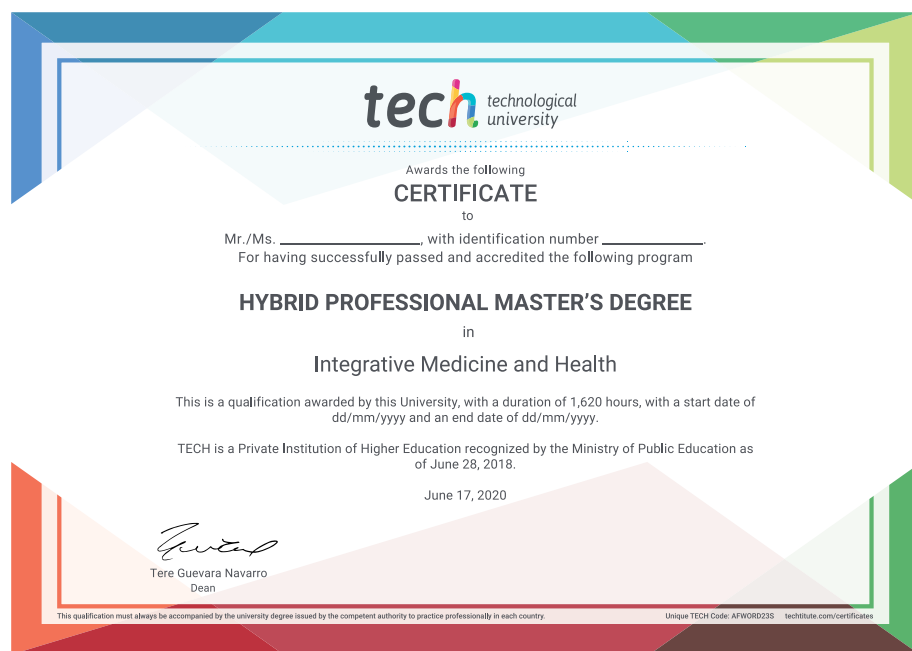 tech technological
university
Awards the following
CERTIFICATE
to
Mr./Ms. ____________________, with identification number ______________.
For having successfully passed and accredited the following program
HYBRID PROFESSIONAL MASTER'S DEGREE
in
Integrative Medicine and Health
This is a qualification awarded by this University, with a duration of 1,620 hours, with a start date of
dd/mm/yyyy and an end date of dd/mm/yyyy.
TECH is a Private Institution of Higher Education recognized by the Ministry of Public Education as
of June 28, 2018.
June 17, 2020
Tere Guevara Navarro
Dean
This qualification must always be accompanied by the university degree issued by the competent authority to practice professionally in each country.
Unique TECH Code: AFWORD23S techtitute.com/certificates